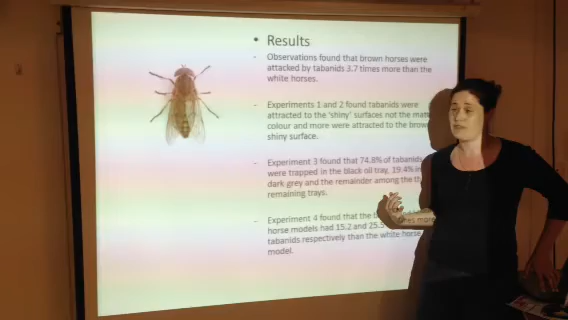 • Results
- Observations found that brown horses were
attacked by tabanids 3.7 times more than the
white horses.
- Experiments 1 and 2 found tabanids were
attracted to the 'shiny' surfaces not the
colour and more were attracted to the
shiny surface.
- Experiment 3 found that 74.8% of tabanids
were trapped in the black oil tray, 19.4%
dark grey and the remainder among the
remaining trays.
- Experiment 4 found that the
horse models had 15.2 and more
tabanids respectively than the white horse
model.